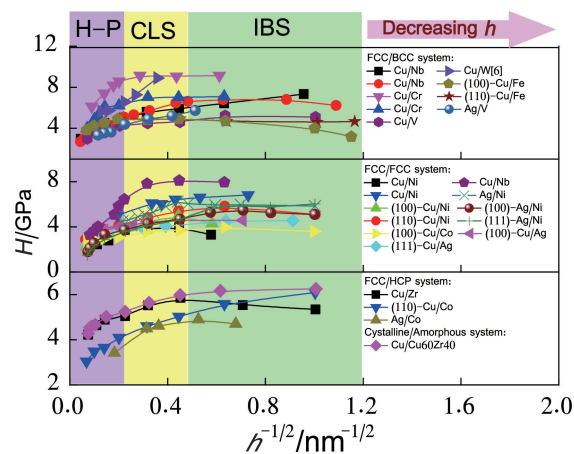 H-P CLS IBS Decreasing h
12
8
4
FCC/BCC system:
Cu/Nb
Cu/Nb
Cu/Cr
Cu/Cr
Cu/V
Cu/W[6]
(100)-Cu/Fe
(110)-Cu/Fe
Ag/V
H/GPa
8
4
0
FCC/FCC system:
Cu/Ni
Cu/Ni
(100)-Cu/Ni
(110)-Cu/Ni
(100)-Cu/Co
(111)-Cu/Ag
Cu/Nb
Ag/Ni
(100)-Ag/Ni
(111)-Ag/Ni
(100)-Cu/Ag
6
4
2
0
FCC/HCP system:
Cu/Zr
(110)-Cu/Co
Ag/Co
Cystalline/Amorphous system:
Cu/Cu60Zr40
0.0 0.4 0.8 1.2 1.6 2.0
h^-1/2/nm^-1/2